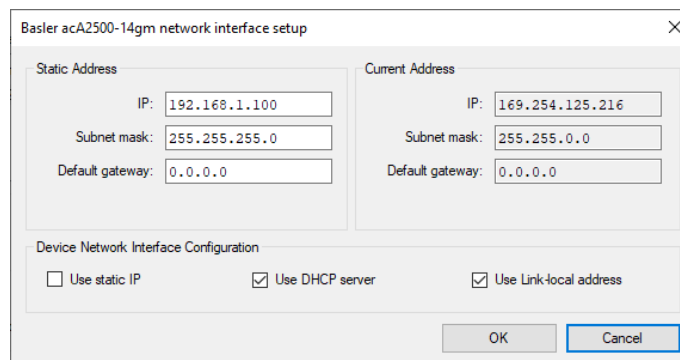 Basler acA2500-14gm network interface setup
Static Address
IP: 192.168.1.100
Subnet mask: 255.255.255.0
Default gateway: 0.0.0.0
Current Address
IP: 169.254.125.216
Subnet mask: 255.255.0.0
Default gateway: 0.0.0.0
Device Network Interface Configuration
Use static IP
Use DHCP server
Use Link-local address
OK
Cancel